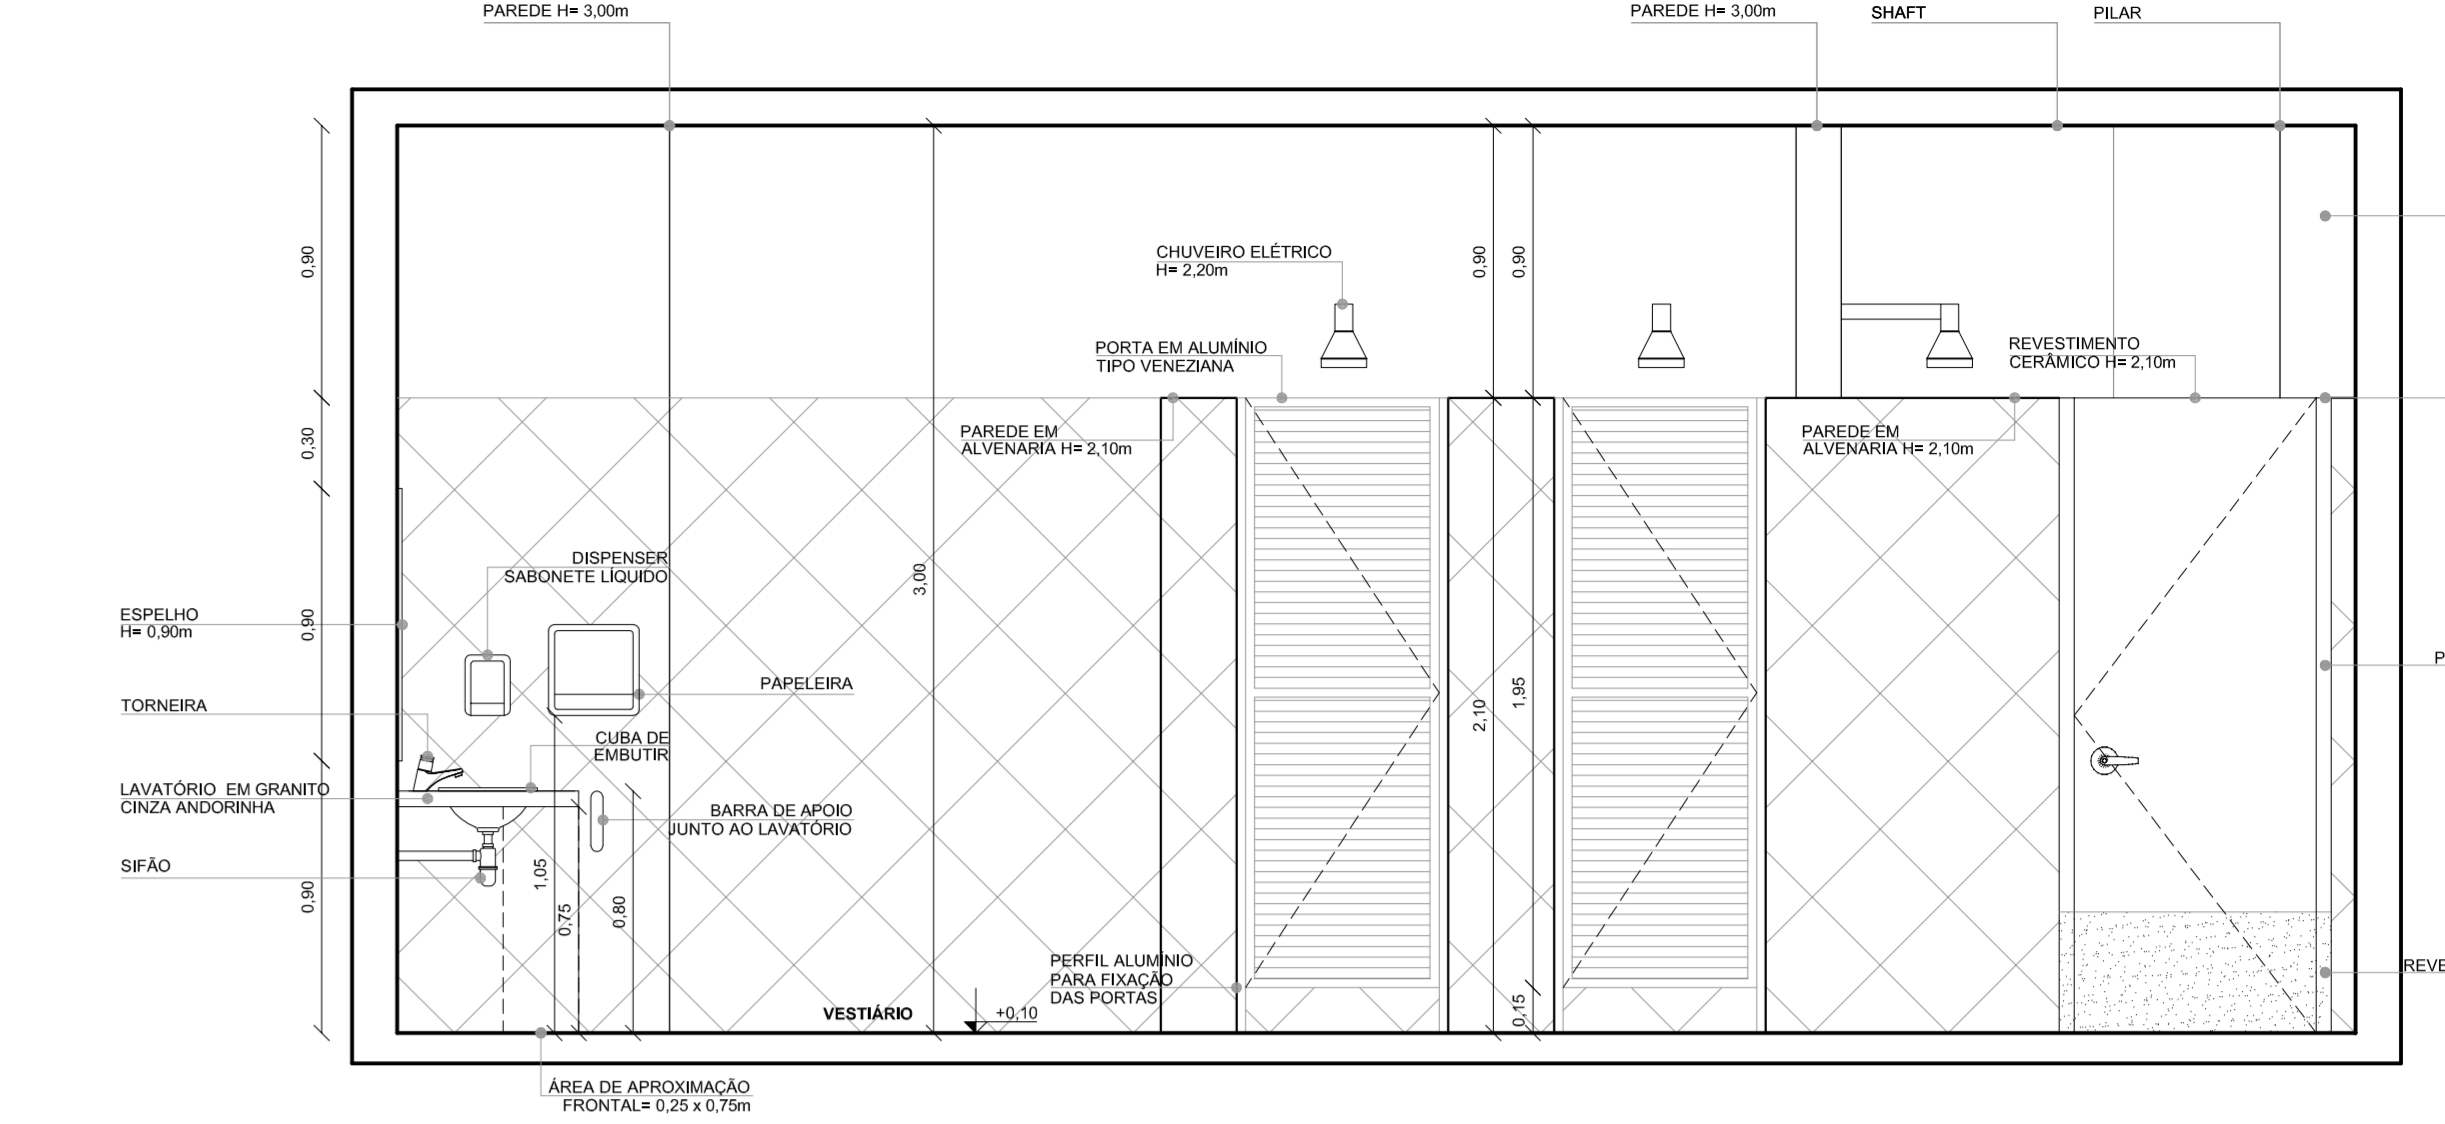 PAREDE H= 3,00m
PAREDE H= 3,00m
SHAFT
PILAR
0,90
CHUVEIRO ELÉTRICO
H= 2,20m
0,90
0,90
PORTA EM ALUMÍNIO
TIPO VENEZIANA
REVESTIMENTO
CERÂMICO H= 2,10m
0,30
PAREDE EM
ALVENARIA H= 2,10m
PAREDE EM
ALVENARIA H= 2,10m
DISPENSER
SABONETE LÍQUIDO
3,00
ESPELHO
H= 0,90m
0,90
PAPELEIRA
P
TORNEIRA
2,10
1,95
CUBA DE
EMBUTIR
LAVATÓRIO EM GRANITO
CINZA ANDORINHA
BARRA DE APOIO
JUNTO AO LAVATÓRIO
SIFÃO
0,90
1,05
0,75
0,80
PERFIL ALUMÍNIO
PARA FIXAÇÃO
DAS PORTAS
REVE
VESTIÁRIO
+0,10
0,15
ÁREA DE APROXIMAÇÃO
FRONTAL= 0,25 x 0,75m